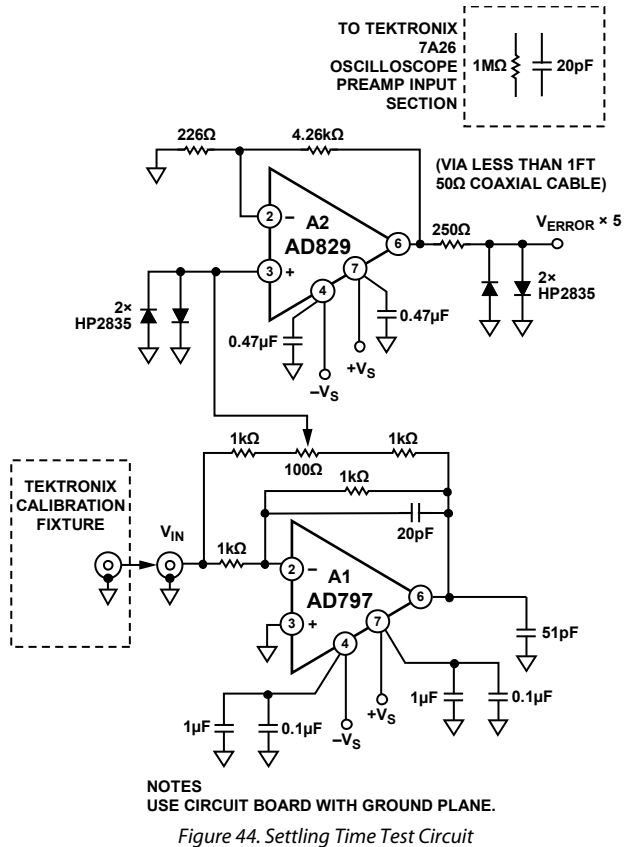 TO TEKTRONIX
7A26
OSCILLOSCOPE
PREAMP INPUT
SECTION
1MΩ
20pF
226Ω
4.26kΩ
(VIA LESS THAN 1FT
50Ω COAXIAL CABLE)
2
–
A2
AD829
6
250Ω
VERROR × 5
3
+
7
4
2×
HP2835
2×
HP2835
0.47µF
0.47µF
+VS
–VS
1kΩ
1kΩ
100Ω
1kΩ
TEKTRONIX
CALIBRATION
FIXTURE
20pF
VIN
1kΩ
2
–
A1
AD797
6
3
+
7
4
51pF
1µF
0.1µF
+VS
–VS
1µF
0.1µF
NOTES
USE CIRCUIT BOARD WITH GROUND PLANE.
Figure 44. Settling Time Test Circuit